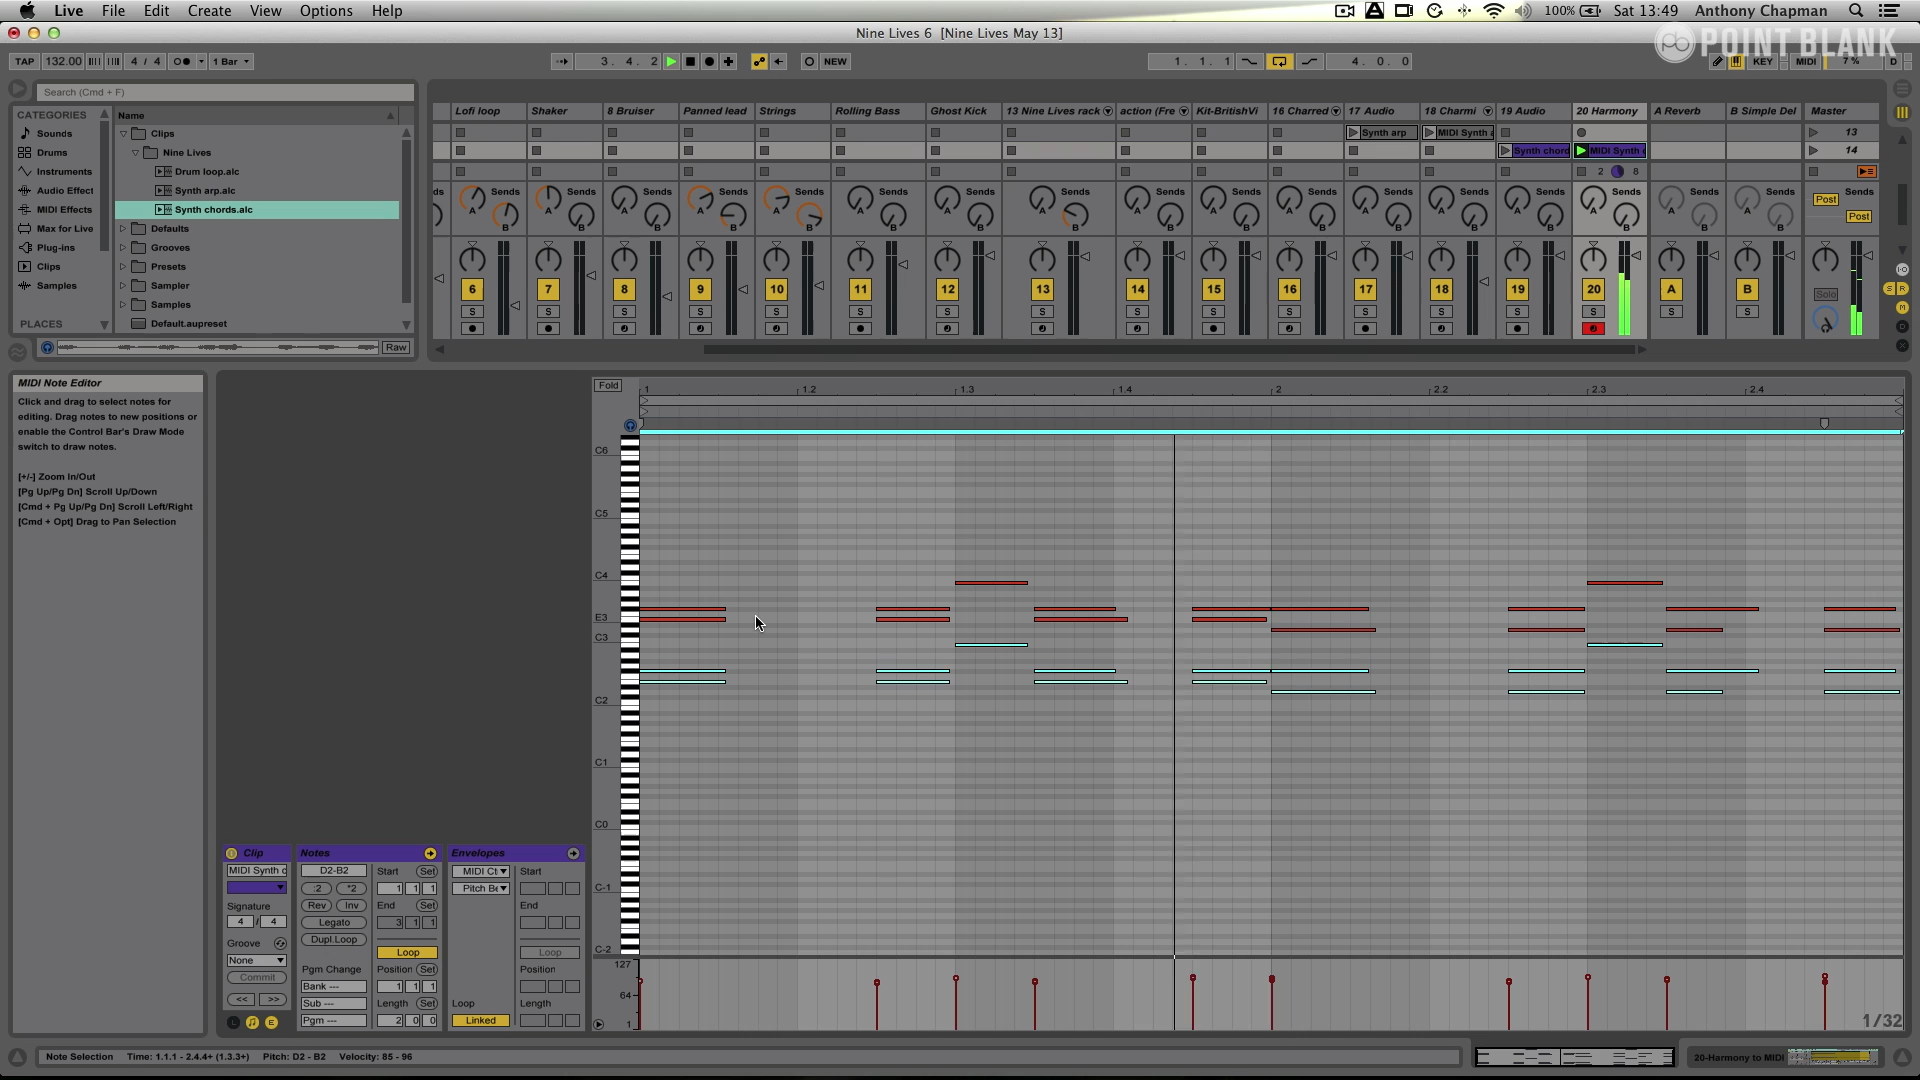 Live File Edit Create View Options Help
100% Sat 13:49 Anthony Chapman
Nine Lives 6 [Nine Lives May 13]
POINT BLANK
TAP 132.00 4 / 4 1 Bar
3. 4. 2 NEW
1. 1. 1 4. 0. 0
KEY MIDI 7 % D
Search (Cmd + F)
CATEGORIES
Sounds
Drums
Instruments
Audio Effect
MIDI Effects
Max for Live
Plug-ins
Clips
Samples
PLACES
Name
Clips
Nine Lives
Drum loop.alc
Synth arp.alc
Synth chords.alc
Defaults
Grooves
Presets
Sampler
Samples
Default.aupreset
Raw
Lofi loop Shaker 8 Bruiser Panned lead Strings Rolling Bass Ghost Kick 13 Nine Lives rack action (Fre Kit-BritishVi 16 Charred 17 Audio 18 Charmi 19 Audio 20 Harmony A Reverb B Simple Del Master
Synth arp MIDI Synth 13
Synth chord MIDI Synth 14
2 8
Sends Sends Sends Sends Sends Sends Sends Sends Sends Sends Sends Sends Sends Sends Sends Sends
A A A A A A A A A A A A A A A A A
B B B B B B B B B B B B B B B B B
Post
Post
6 7 8 9 10 11 12 13 14 15 16 17 18 19 20 A B
Solo
S S S S S S S S S S S S S S S S S
MIDI Note Editor
Click and drag to select notes for
editing. Drag notes to new positions or
enable the Control Bar's Draw Mode
switch to draw notes.
[+/-] Zoom In/Out
[Pg Up/Pg Dn] Scroll Up/Down
[Cmd + Pg Up/Pg Dn] Scroll Left/Right
[Cmd + Opt] Drag to Pan Selection
Fold
1 1.2 1.3 1.4 2 2.2 2.3 2.4
C6
C5
C4
E3
C3
C2
C1
C0
C-1
C-2
127
64
1
1/32
Clip
MIDI Synth c
Signature
4 / 4
Groove
None
Commit
<< >>
Notes
D2-B2
:2 *2
Rev Inv
Legato
Dupl.Loop
Pgm Change
Bank ---
Sub ---
Pgm ---
Start Set
1 1 1
End Set
3 1 1
Loop
Position Set
1 1 1
Length Set
2 0 0
Envelopes
MIDI Ct
Pitch Be
Loop
Linked
Start
End
Loop
Position
Length
Note Selection Time: 1.1.1 - 2.4.4+ (1.3.3+) Pitch: D2 - B2 Velocity: 85 - 96
20-Harmony to MIDI